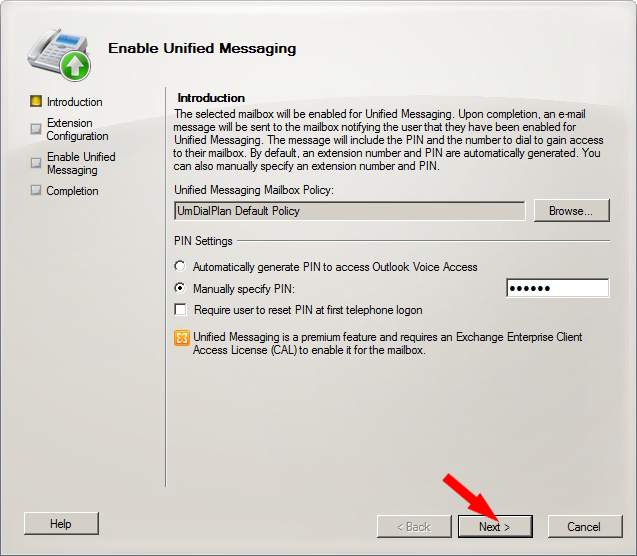 Enable Unified Messaging
Introduction
Extension
Configuration
Enable Unified
Messaging
Completion
Introduction
The selected mailbox will be enabled for Unified Messaging. Upon completion, an e-mail
message will be sent to the mailbox notifying the user that they have been enabled for
Unified Messaging. The message will include the PIN and the number to dial to gain access
to their mailbox. By default, an extension number and PIN are automatically generated. You
can also manually specify an extension number and PIN.
Unified Messaging Mailbox Policy:
UmDialPlan Default Policy
Browse...
PIN Settings
Automatically generate PIN to access Outlook Voice Access
Manually specify PIN:
••••••
Require user to reset PIN at first telephone logon
Unified Messaging is a premium feature and requires an Exchange Enterprise Client
Access License (CAL) to enable it for the mailbox.
Help
< Back
Next >
Cancel